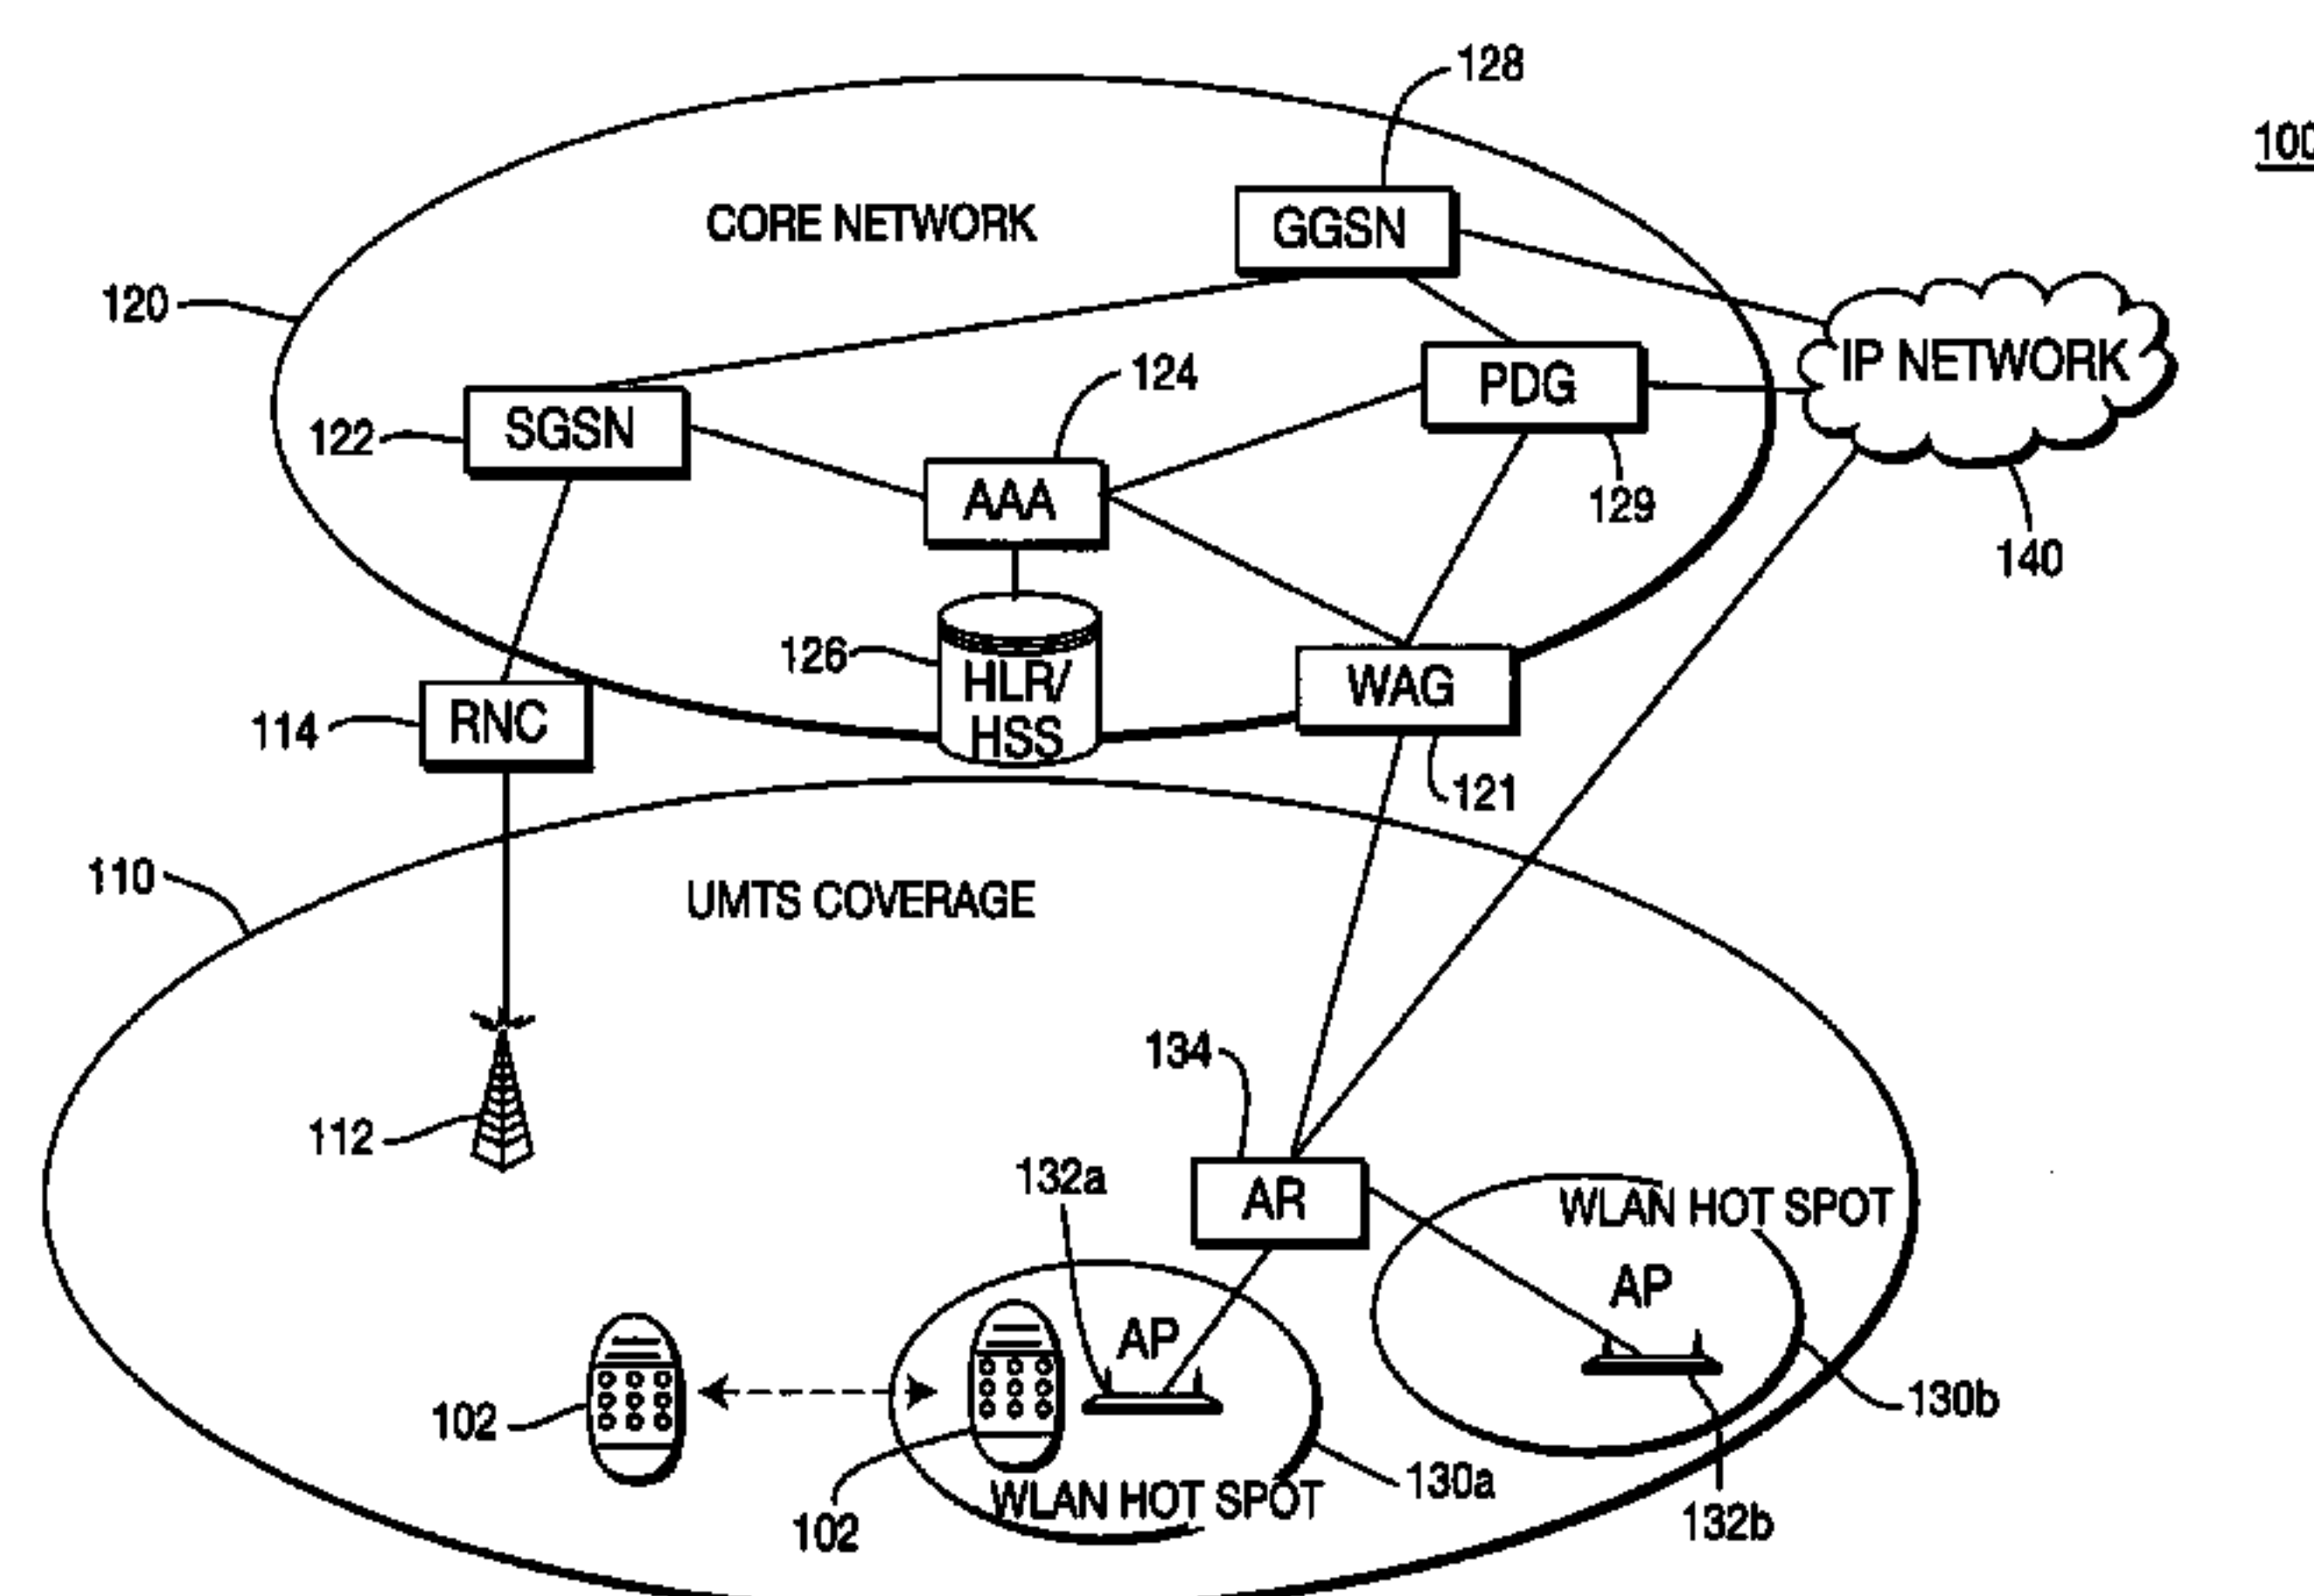 128
100
CORE NETWORK
GGSN
120
IP NETWORK
124
PDG
122
SGSN
AAA
129
140
126
HLR/
HSS
WAG
114
RNC
121
110
UMTS COVERAGE
134
112
132a
AR
WLAN HOT SPOT
AP
AP
102
130b
130a
WLAN HOT SPOT
102
132b